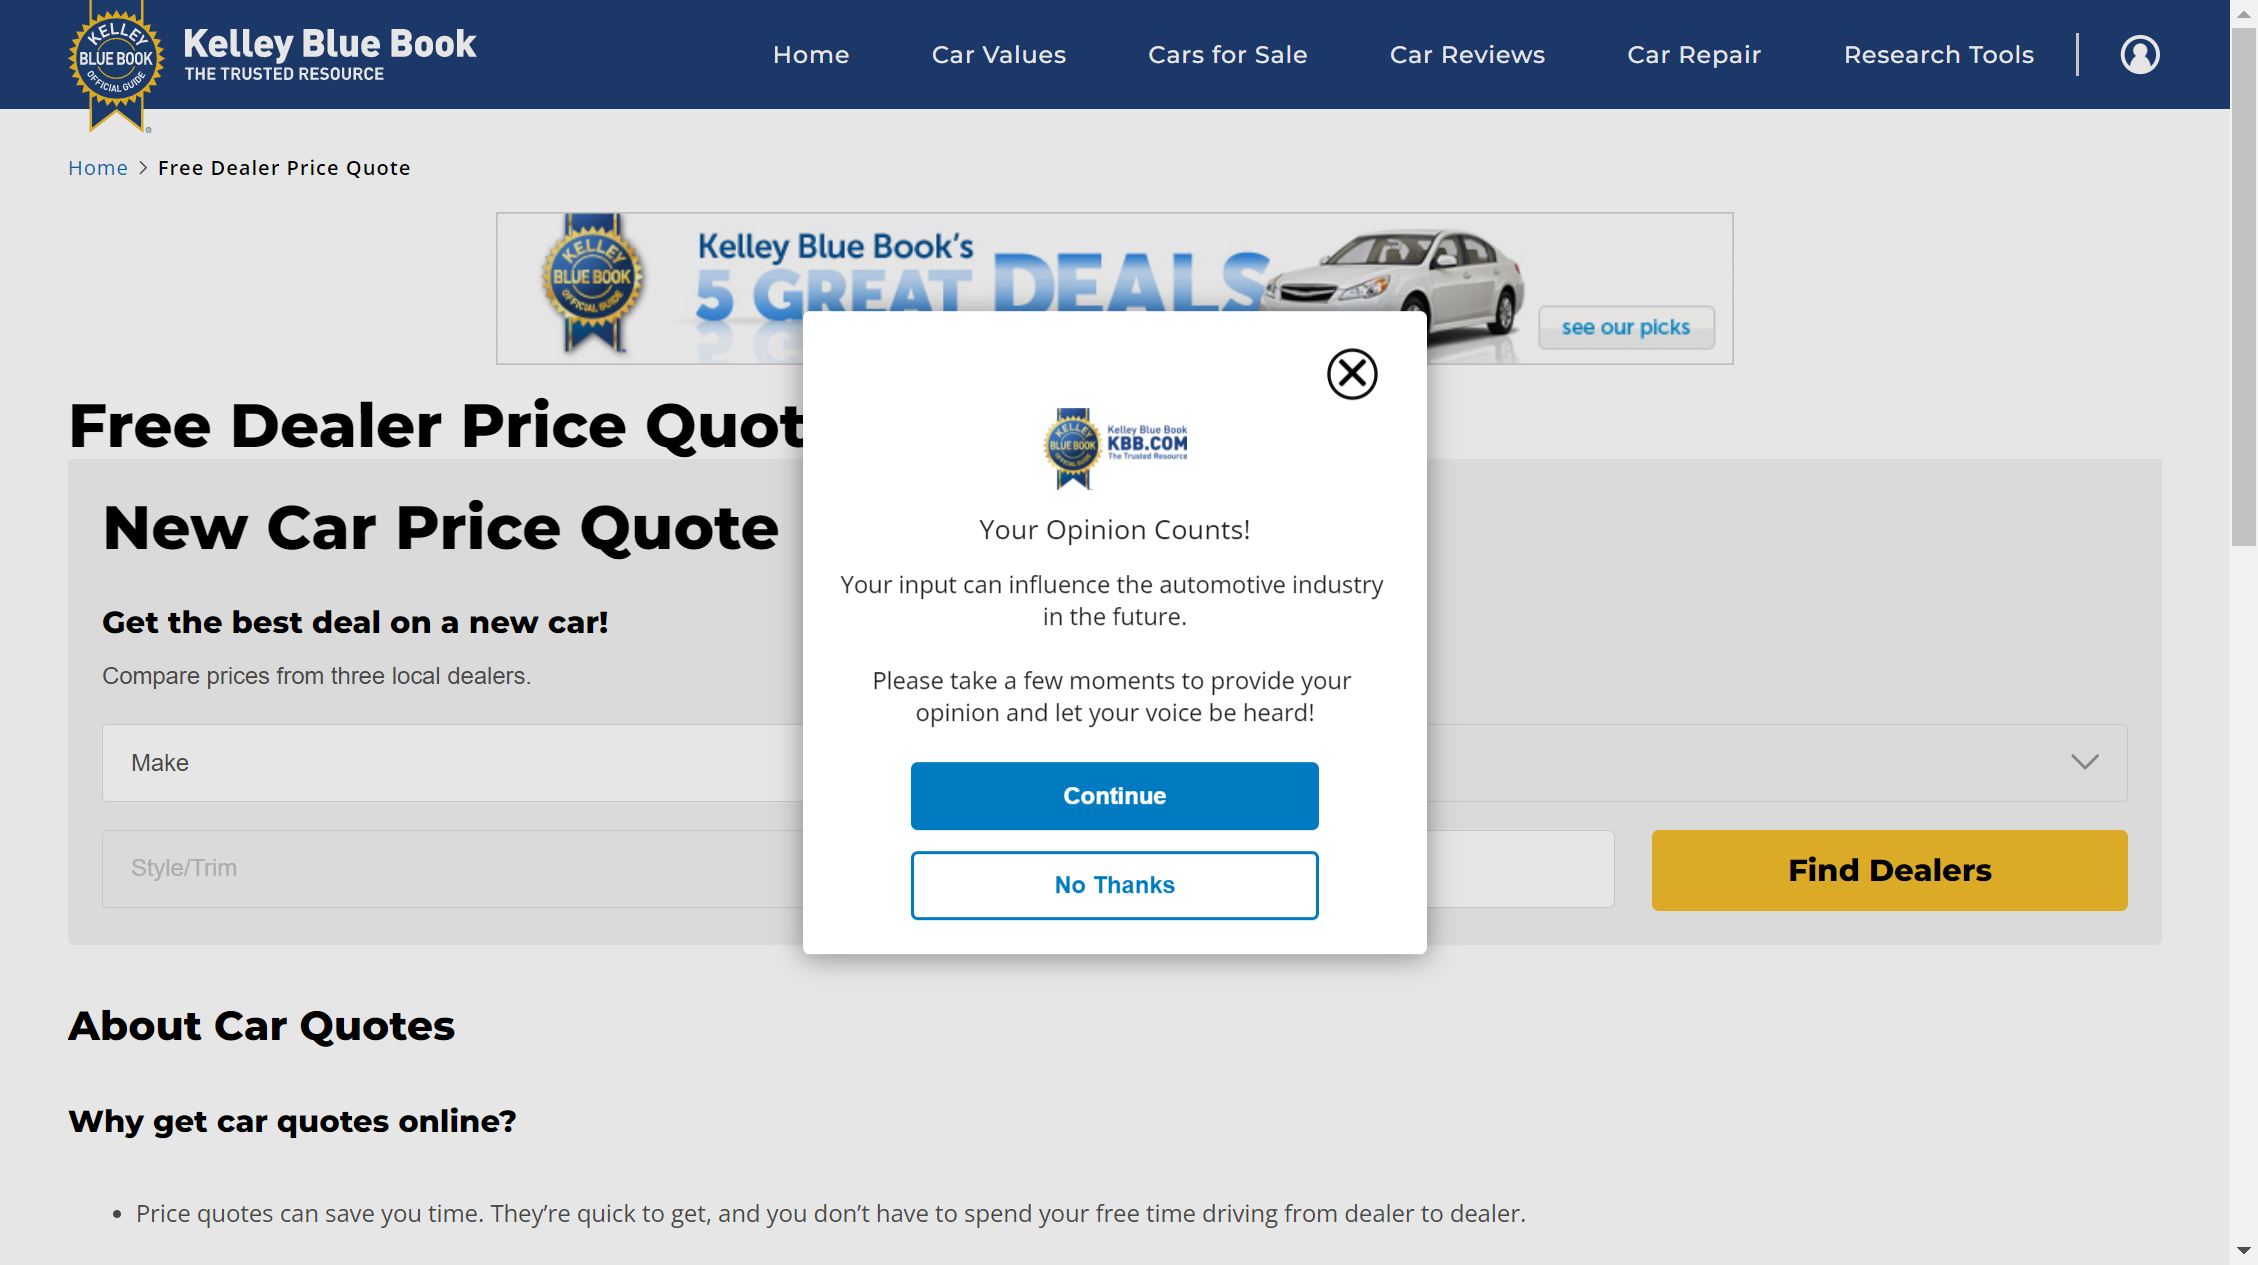 KELLEY
BLUE BOOK
OFFICIAL GUIDE
Kelley Blue Book
THE TRUSTED RESOURCE
Home
Car Values
Cars for Sale
Car Reviews
Car Repair
Research Tools
Home > Free Dealer Price Quote
KELLEY
BLUE BOOK
OFFICIAL GUIDE
Kelley Blue Book's
5 GREAT DEALS
see our picks
Free Dealer Price Quot
New Car Price Quote
Get the best deal on a new car!
Compare prices from three local dealers.
Make
Style/Trim
Find Dealers
KELLEY
BLUE BOOK
OFFICIAL GUIDE
Kelley Blue Book
KBB.COM
The Trusted Resource
Your Opinion Counts!
Your input can influence the automotive industry
in the future.
Please take a few moments to provide your
opinion and let your voice be heard!
Continue
No Thanks
About Car Quotes
Why get car quotes online?
• Price quotes can save you time. They’re quick to get, and you don’t have to spend your free time driving from dealer to dealer.